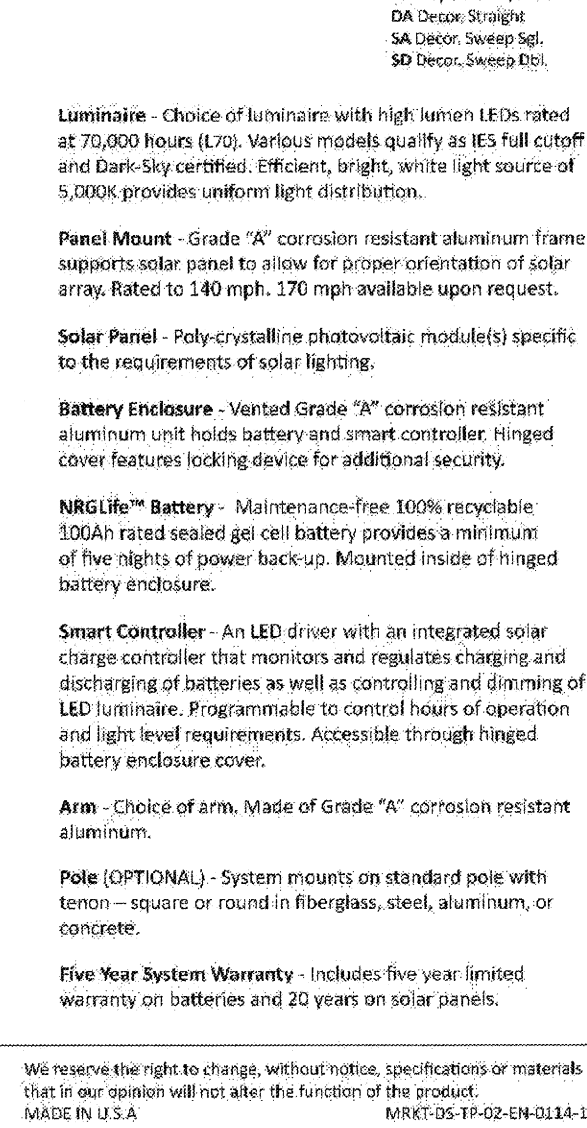 DA Decor. Straight
SA Decor. Sweep Sgl.
SD Decor. Sweep Dbl.
Luminaire - Choice of luminaire with high lumen LEDs rated
at 70,000 hours (L70). Various models qualify as IES full cutoff
and Dark-Sky certified. Efficient, bright, white light source of
5,000K provides uniform light distribution.
Panel Mount - Grade "A" corrosion resistant aluminum frame
supports solar panel to allow for proper orientation of solar
array. Rated to 140 mph. 170 mph available upon request.
Solar Panel - Poly-crystalline photovoltaic module(s) specific
to the requirements of solar lighting.
Battery Enclosure - Vented Grade "A" corrosion resistant
aluminum unit holds battery and smart controller. Hinged
cover features locking device for additional security.
NRGLife™ Battery - Maintenance-free 100% recyclable
100Ah rated sealed gel cell battery provides a minimum
of five nights of power back-up. Mounted inside of hinged
battery enclosure.
Smart Controller - An LED driver with an integrated solar
charge controller that monitors and regulates charging and
discharging of batteries as well as controlling and dimming of
LED luminaire. Programmable to control hours of operation
and light level requirements. Accessible through hinged
battery enclosure cover.
Arm - Choice of arm. Made of Grade "A" corrosion resistant
aluminum.
Pole (OPTIONAL) - System mounts on standard pole with
tenon – square or round in fiberglass, steel, aluminum, or
concrete.
Five Year System Warranty - Includes five year limited
warranty on batteries and 20 years on solar panels.
We reserve the right to change, without notice, specifications or materials
that in our opinion will not alter the function of the product.
MADE IN U.S.A MRKT-DS-TP-02-EN-0114-1